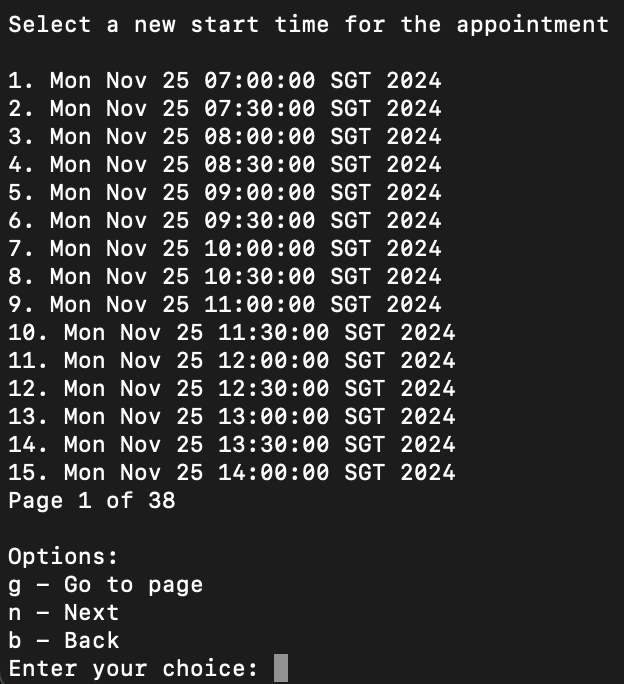 Select a new start time for the appointment
1. Mon Nov 25 07:00:00 SGT 2024
2. Mon Nov 25 07:30:00 SGT 2024
3. Mon Nov 25 08:00:00 SGT 2024
4. Mon Nov 25 08:30:00 SGT 2024
5. Mon Nov 25 09:00:00 SGT 2024
6. Mon Nov 25 09:30:00 SGT 2024
7. Mon Nov 25 10:00:00 SGT 2024
8. Mon Nov 25 10:30:00 SGT 2024
9. Mon Nov 25 11:00:00 SGT 2024
10. Mon Nov 25 11:30:00 SGT 2024
11. Mon Nov 25 12:00:00 SGT 2024
12. Mon Nov 25 12:30:00 SGT 2024
13. Mon Nov 25 13:00:00 SGT 2024
14. Mon Nov 25 13:30:00 SGT 2024
15. Mon Nov 25 14:00:00 SGT 2024
Page 1 of 38
Options:
g – Go to page
n – Next
b – Back
Enter your choice: